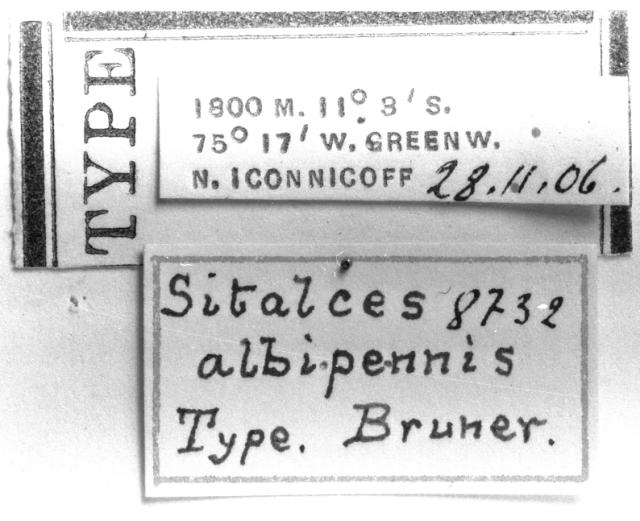 TYPE
1800 M. 11° 3' S.
75° 17' W. GREENW.
N. ICONNICOFF 28.11.06.
Sitalces 8732
albipennis
Type. Bruner.